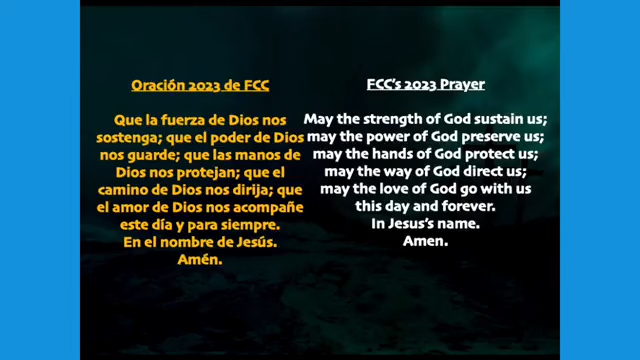 Oración 2023 de FCC
Que la fuerza de Dios nos
sostenga; que el poder de Dios
nos guarde; que las manos de
Dios nos protejan; que el
camino de Dios nos dirija; que
el amor de Dios nos acompañe
este día y para siempre.
En el nombre de Jesús.
Amén.
FCC's 2023 Prayer
May the strength of God sustain us;
may the power of God preserve us;
may the hands of God protect us;
may the way of God direct us;
may the love of God go with us
this day and forever.
In Jesus's name.
Amen.